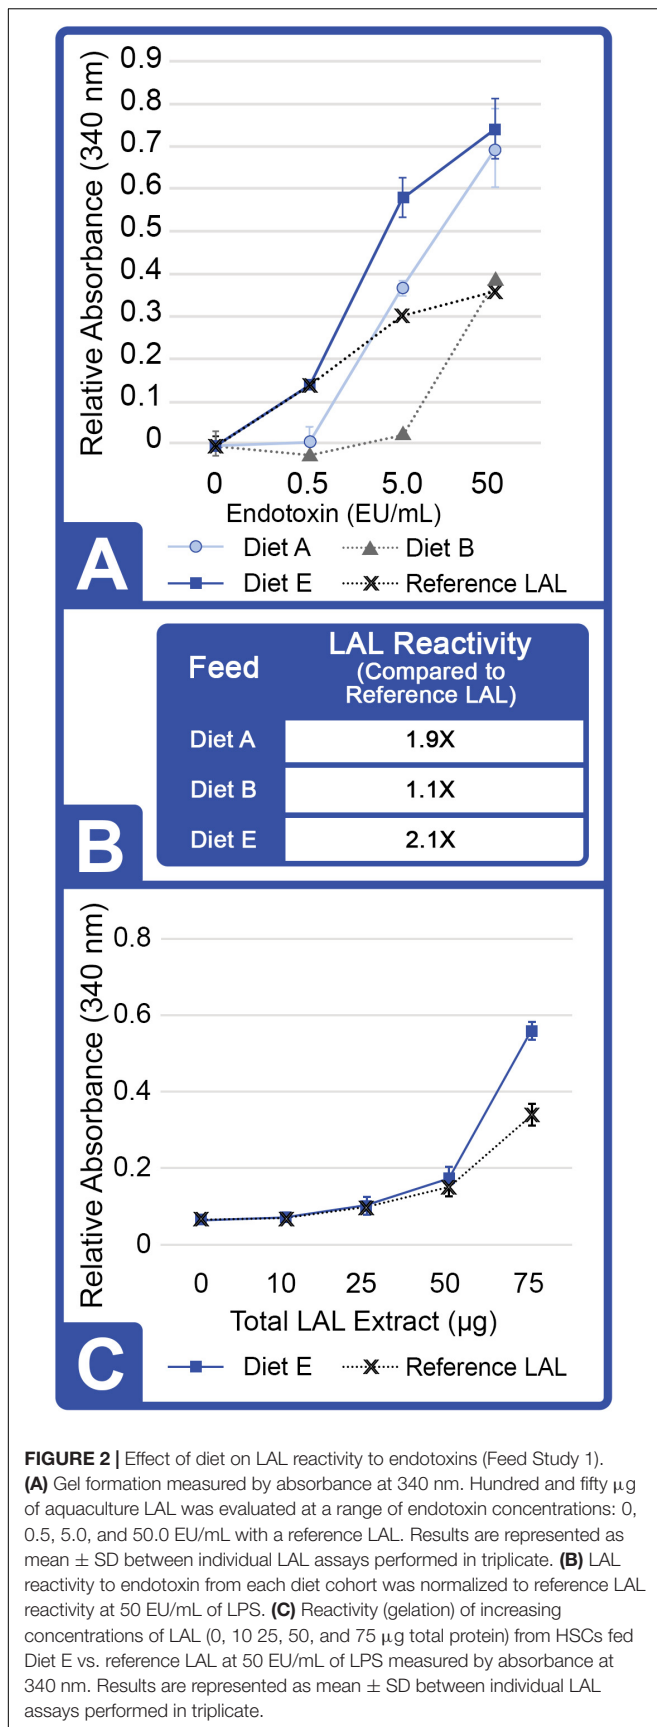 Relative Absorbance (340 nm)
0.9
0.8
0.7
0.6
0.5
0.4
0.3
0.2
0.1
0
0 0.5 5.0 50
Endotoxin (EU/mL)
Diet A Diet B
Diet E Reference LAL
A
Feed
LAL Reactivity
(Compared to
Reference LAL)
Diet A 1.9X
Diet B 1.1X
Diet E 2.1X
B
Relative Absorbance (340 nm)
0.8
0.6
0.4
0.2
0
0 10 25 50 75
Total LAL Extract (µg)
Diet E Reference LAL
C
FIGURE 2 | Effect of diet on LAL reactivity to endotoxins (Feed Study 1).
(A) Gel formation measured by absorbance at 340 nm. Hundred and fifty µg
of aquaculture LAL was evaluated at a range of endotoxin concentrations: 0,
0.5, 5.0, and 50.0 EU/mL with a reference LAL. Results are represented as
mean ± SD between individual LAL assays performed in triplicate. (B) LAL
reactivity to endotoxin from each diet cohort was normalized to reference LAL
reactivity at 50 EU/mL of LPS. (C) Reactivity (gelation) of increasing
concentrations of LAL (0, 10 25, 50, and 75 µg total protein) from HSCs fed
Diet E vs. reference LAL at 50 EU/mL of LPS measured by absorbance at
340 nm. Results are represented as mean ± SD between individual LAL
assays performed in triplicate.